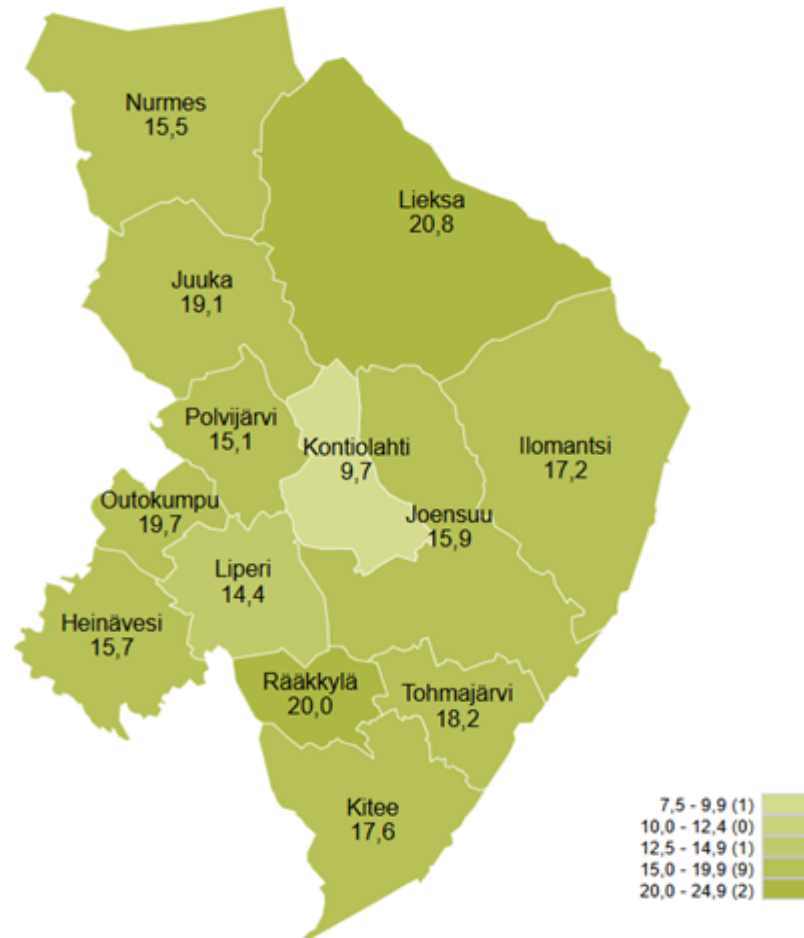 Nurmes
15,5
Lieksa
20,8
Juuka
19,1
Polvijärvi
15,1
Kontiolahti
9,7
Ilomantsi
17,2
Outokumpu
19,7
Joensuu
15,9
Liperi
14,4
Heinävesi
15,7
Rääkkylä
20,0
Tohmajärvi
18,2
Kitee
17,6
7,5 - 9,9 (1)
10,0 - 12,4 (0)
12,5 - 14,9 (1)
15,0 - 19,9 (9)
20,0 - 24,9 (2)